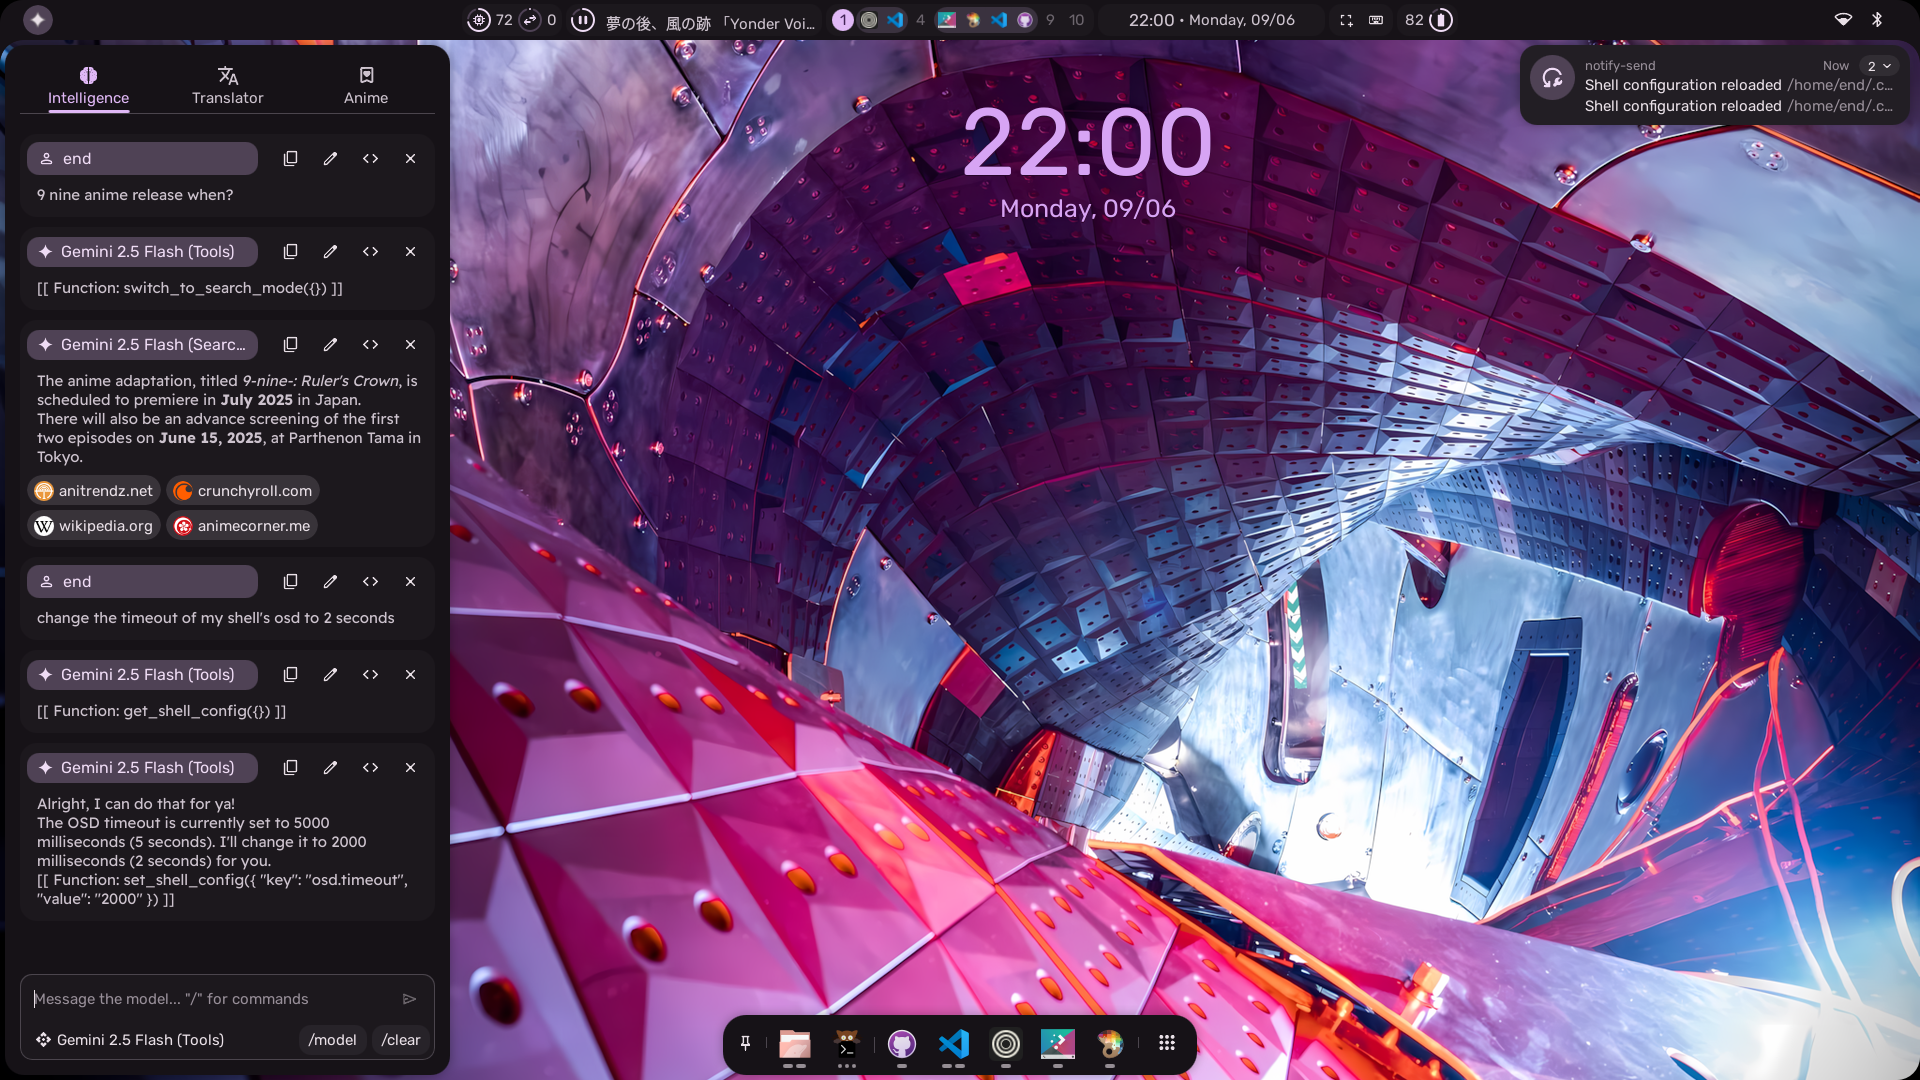 72 0 夢の後、風の跡 「Yonder Voi... 1 4 9 10 22:00 • Monday, 09/06 82
Intelligence Translator Anime
end
9 nine anime release when?
Gemini 2.5 Flash (Tools)
[[ Function: switch_to_search_mode({}) ]]
Gemini 2.5 Flash (Searc...
The anime adaptation, titled 9-nine-: Ruler's Crown, is
scheduled to premiere in July 2025 in Japan.
There will also be an advance screening of the first
two episodes on June 15, 2025, at Parthenon Tama in
Tokyo.
anitrendz.net crunchyroll.com
wikipedia.org animecorner.me
end
change the timeout of my shell's osd to 2 seconds
Gemini 2.5 Flash (Tools)
[[ Function: get_shell_config({}) ]]
Gemini 2.5 Flash (Tools)
Alright, I can do that for ya!
The OSD timeout is currently set to 5000
milliseconds (5 seconds). I'll change it to 2000
milliseconds (2 seconds) for you.
[[ Function: set_shell_config({ "key": "osd.timeout",
"value": "2000" }) ]]
Message the model... "/" for commands
Gemini 2.5 Flash (Tools) /model /clear
22:00
Monday, 09/06
notify-send Now 2
Shell configuration reloaded /home/end/.c...
Shell configuration reloaded /home/end/.c...